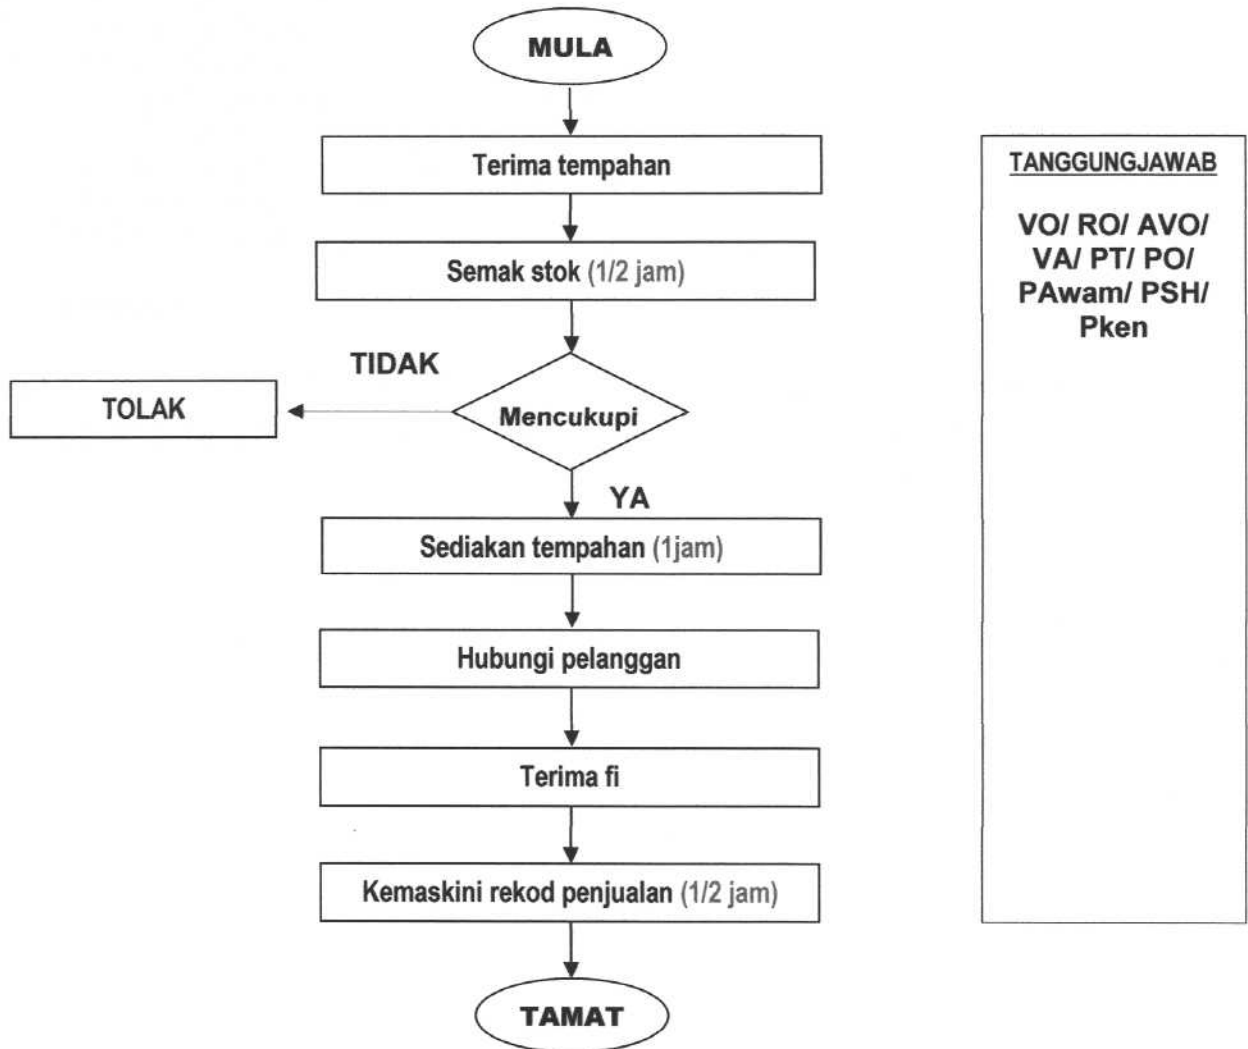 MULA
Terima tempahan
Semak stok (1/2 jam)
Mencukupi
TIDAK
TOLAK
YA
Sediakan tempahan (1jam)
Hubungi pelanggan
Terima fi
Kemaskini rekod penjualan (1/2 jam)
TAMAT
TANGGUNGJAWAB
VO/ RO/ AVO/
VA/ PT/ PO/
PAwam/ PSH/
Pken